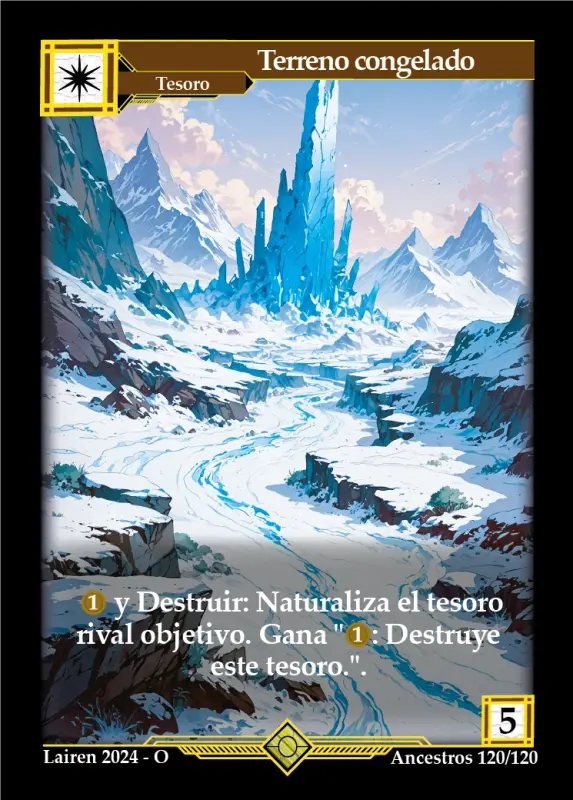 Terreno congelado
Tesoro
1 y Destruir: Naturaliza el tesoro
rival objetivo. Gana "1: Destruye
este tesoro.".
5
Lairen 2024 - O
Ancestros 120/120